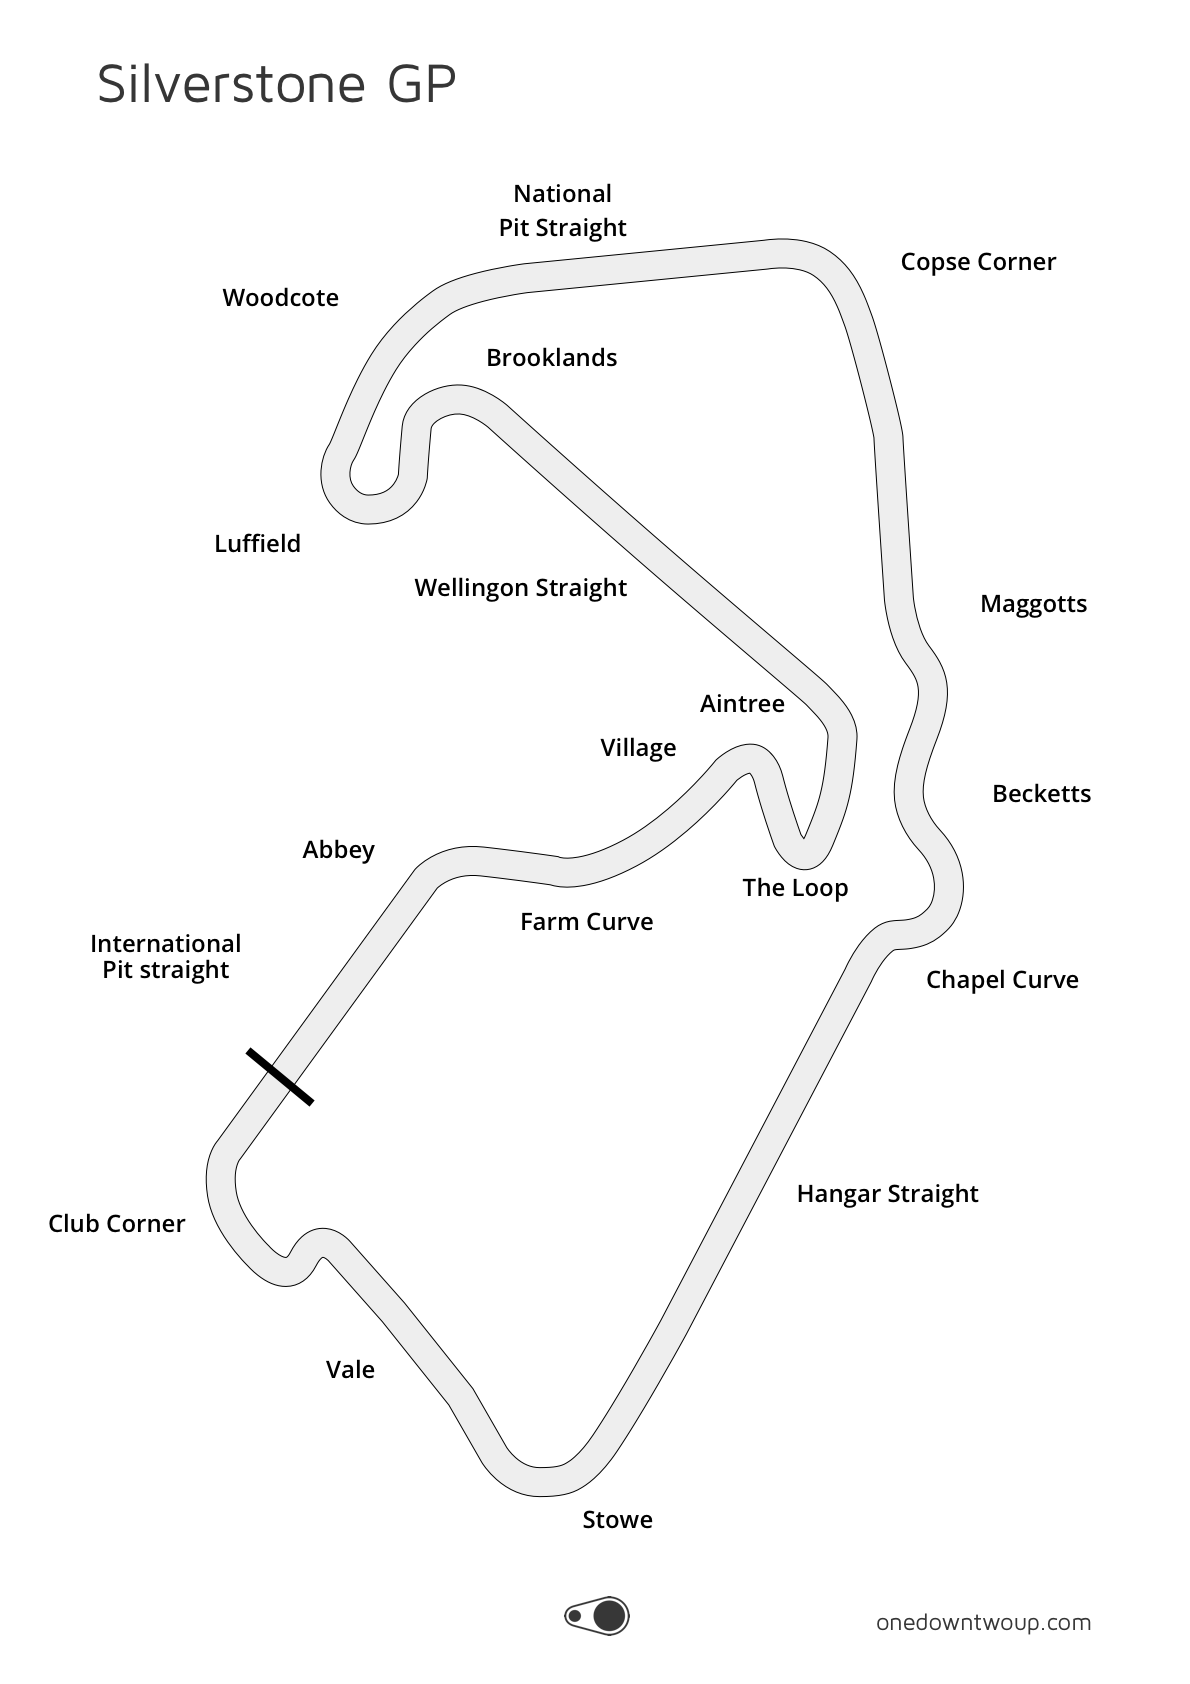 Silverstone GP
National
Pit Straight
Copse Corner
Woodcote
Brooklands
Luffield
Wellingon Straight
Maggotts
Aintree
Village
Becketts
Abbey
The Loop
Farm Curve
International
Pit straight
Chapel Curve
Hangar Straight
Club Corner
Vale
Stowe
onedowntwoup.com